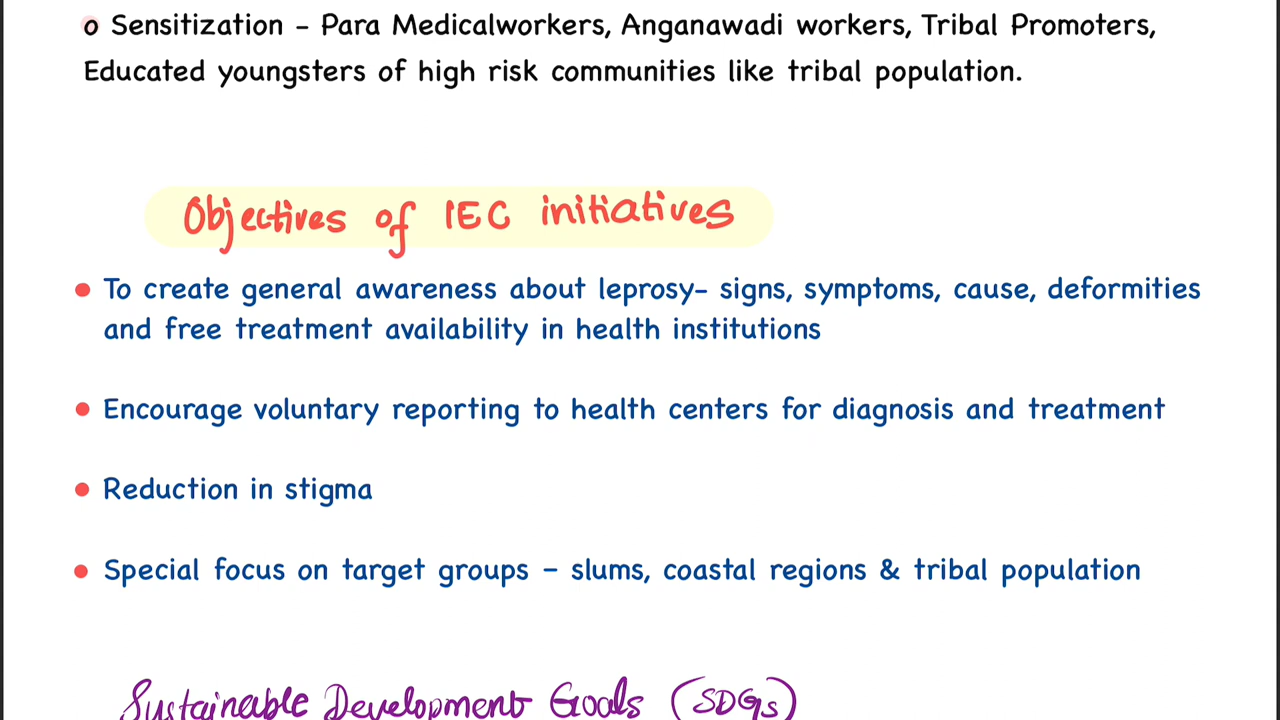 o Sensitization – Para Medicalworkers, Anganawadi workers, Tribal Promoters,
Educated youngsters of high risk communities like tribal population.
Objectives of IEC initiatives
• To create general awareness about leprosy– signs, symptoms, cause, deformities
and free treatment availability in health institutions
• Encourage voluntary reporting to health centers for diagnosis and treatment
• Reduction in stigma
• Special focus on target groups – slums, coastal regions & tribal population
Sustainable Development Goals (SDGs)